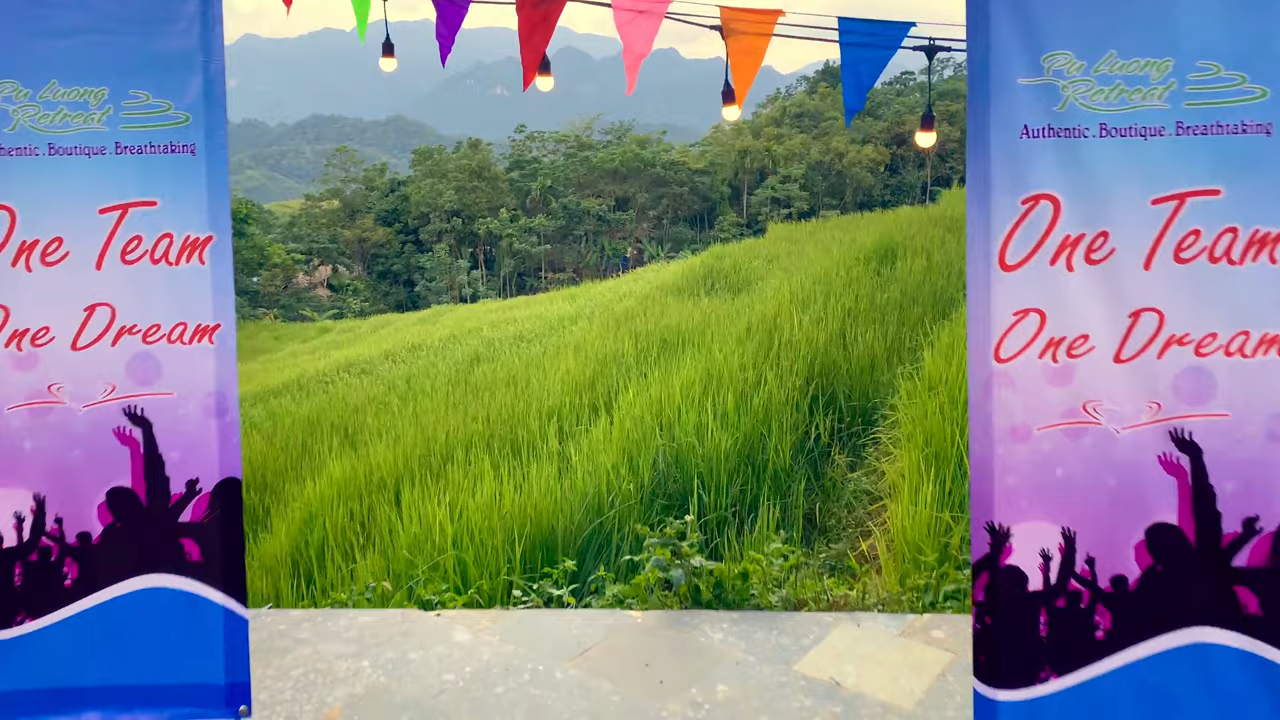 Pu Luong
Retreat
hentic . Boutique . Breathtaking
One Team
One Dream
Pu Luong
Retreat
Authentic . Boutique . Breathtaking
One Team
One Dream